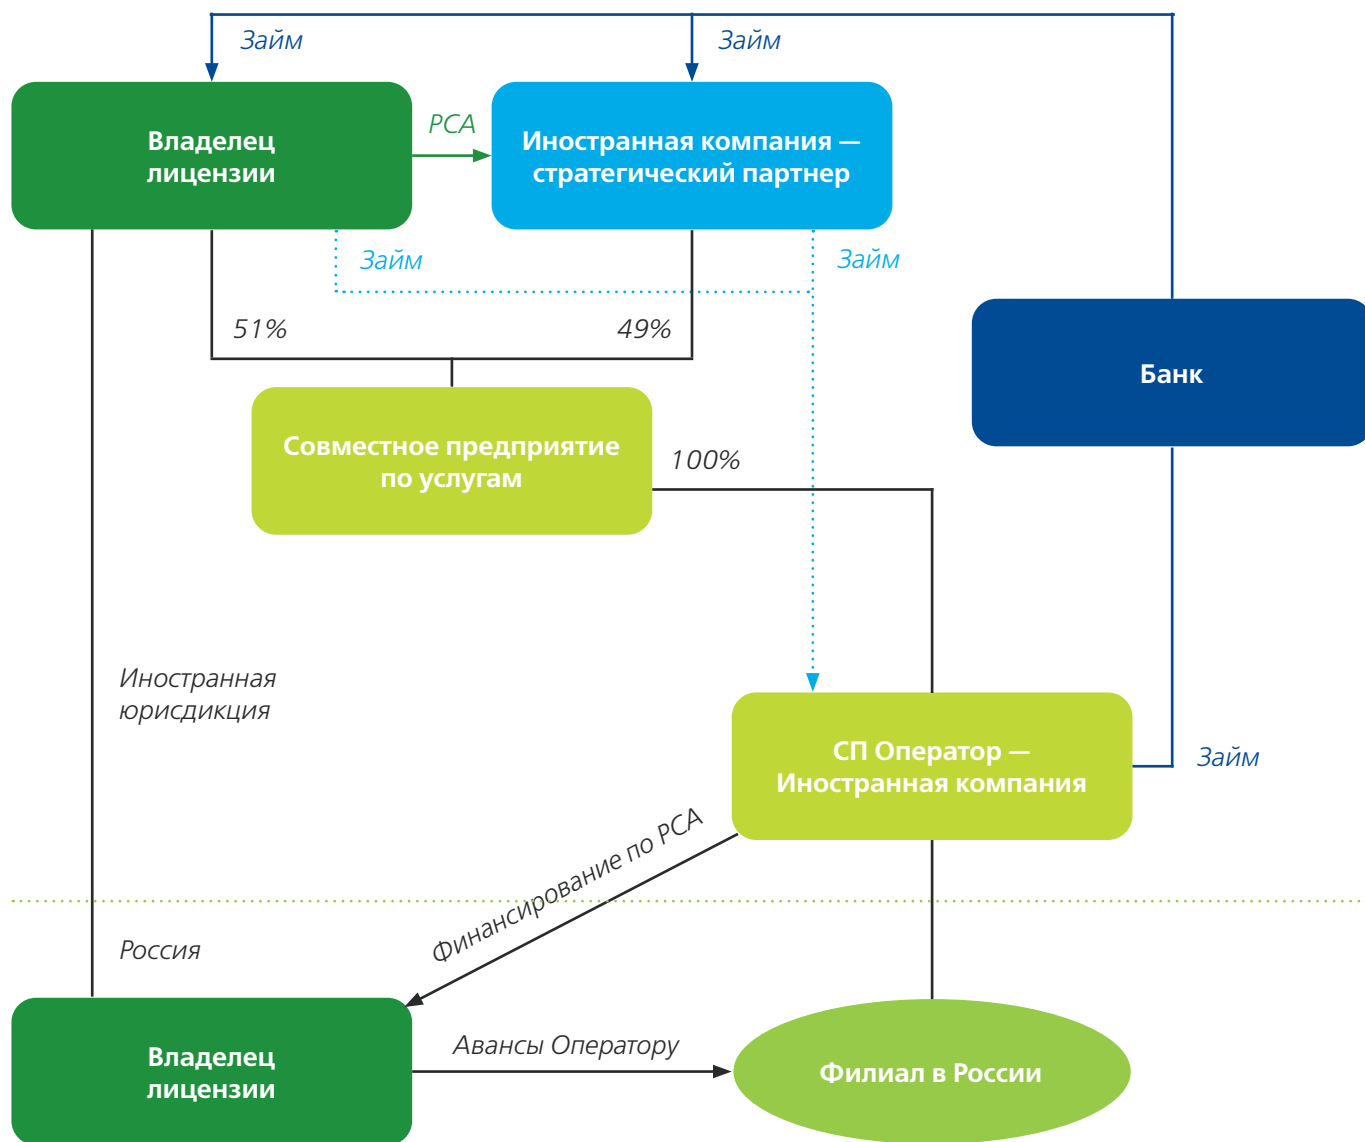 Займ
Займ
Владелец
лицензии
РСА
Иностранная компания —
стратегический партнер
Займ
Займ
51%
49%
Банк
Совместное предприятие
по услугам
100%
Иностранная
юрисдикция
СП Оператор —
Иностранная компания
Займ
Финансирование по РСА
Россия
Владелец
лицензии
Авансы Оператору
Филиал в России